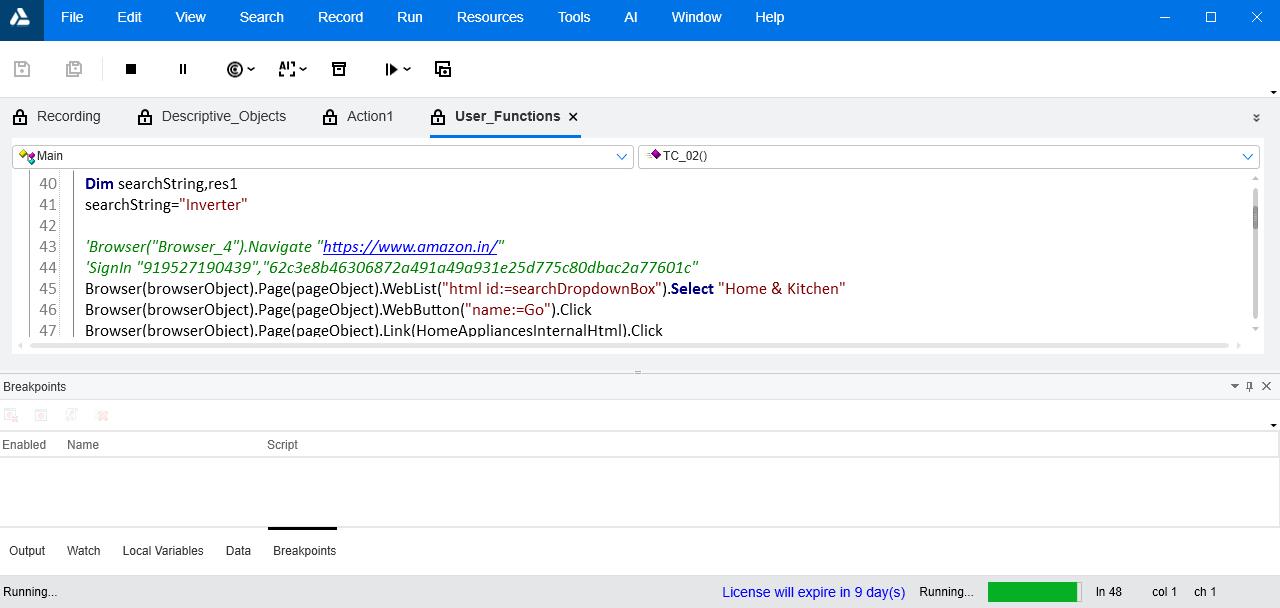 File Edit View Search Record Run Resources Tools AI Window Help
AI
Recording Descriptive_Objects Action1 User_Functions
Main TC_02()
40 Dim searchString,res1
41 searchString="Inverter"
42
43 'Browser("Browser_4").Navigate "https://www.amazon.in/"
44 'SignIn "919527190439","62c3e8b46306872a491a49a931e25d775c80dbac2a77601c"
45 Browser(browserObject).Page(pageObject).WebList("html id:=searchDropdownBox").Select "Home & Kitchen"
46 Browser(browserObject).Page(pageObject).WebButton("name:=Go").Click
47 Browser(browserObject).Page(pageObject).Link(HomeAppliancesInternalHtml).Click
Breakpoints
Enabled Name Script
Output Watch Local Variables Data Breakpoints
Running... License will expire in 9 day(s) Running... ln 48 col 1 ch 1